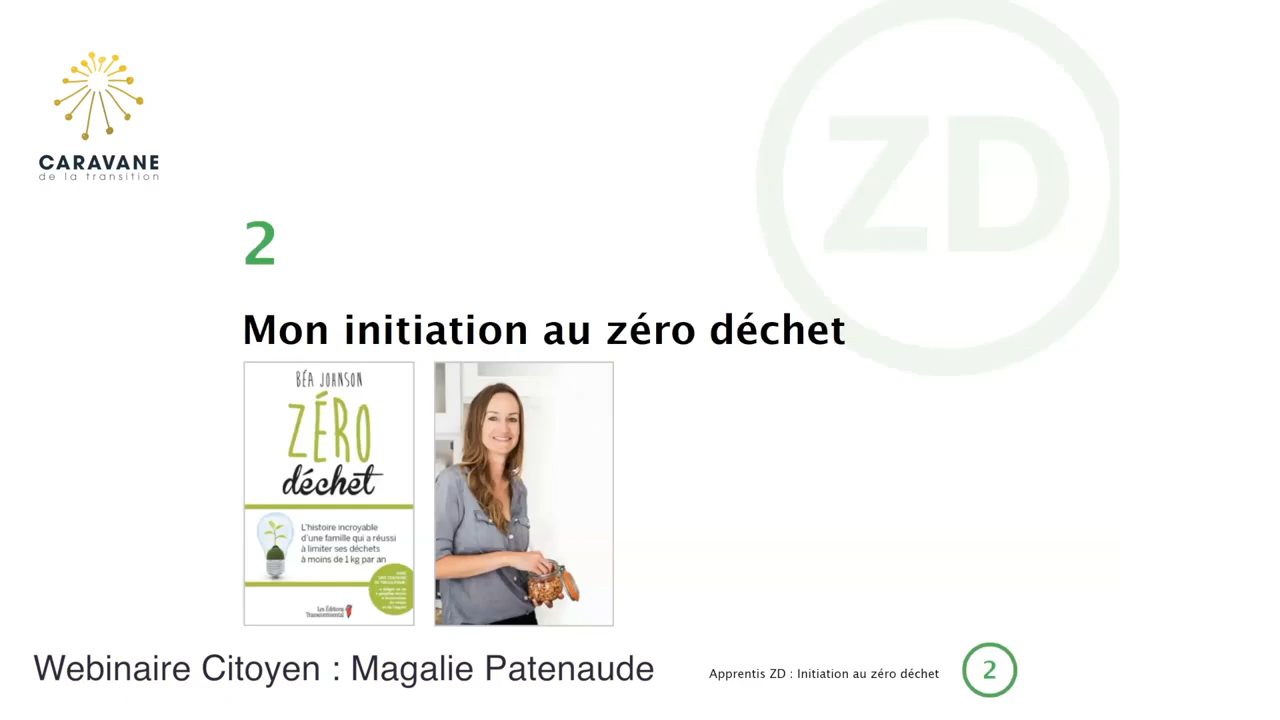 ZD
CARAVANE
de la transition
2
Mon initiation au zéro déchet
BÉA JOHNSON
ZÉRO
déchet
L'histoire incroyable
d'une famille qui a réussi
à limiter ses déchets
à moins de 1 kg par an
Les Éditions
Transcontinental
Webinaire Citoyen : Magalie Patenaude
Apprentis ZD : Initiation au zéro déchet
2